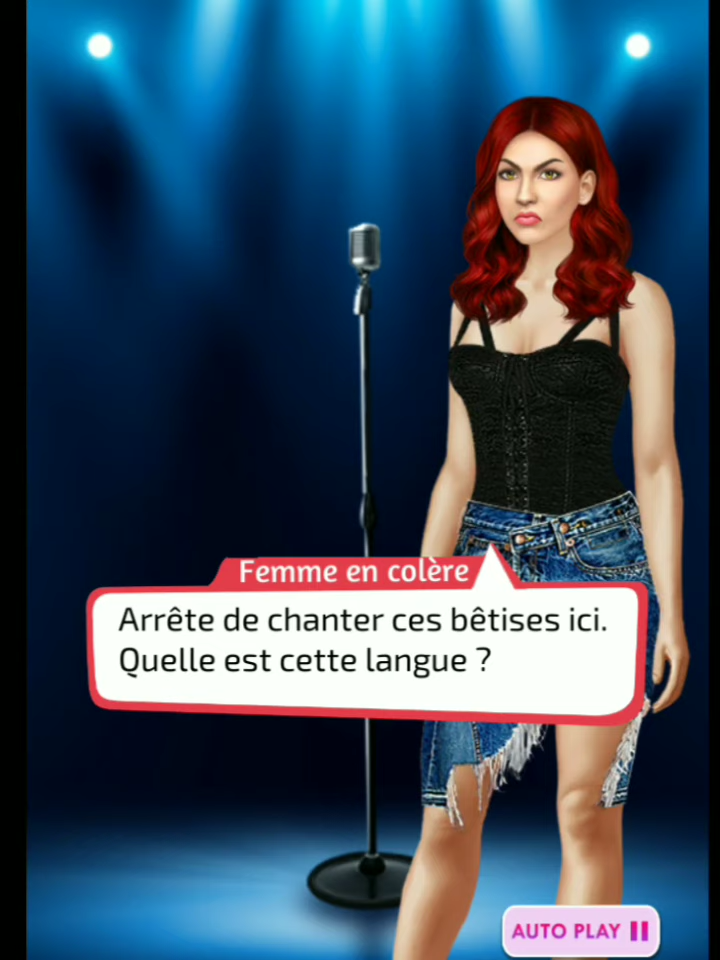 Femme en colère
Arrête de chanter ces bêtises ici.
Quelle est cette langue ?
AUTO PLAY